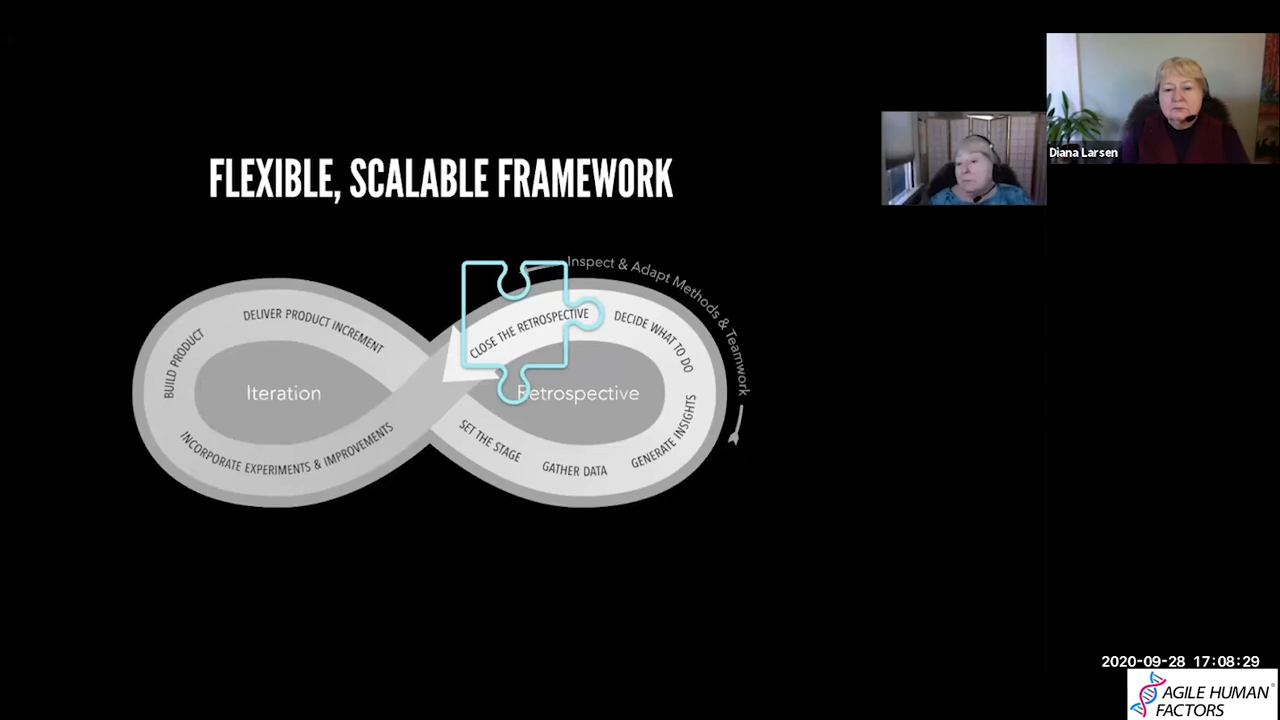 Diana Larsen
FLEXIBLE, SCALABLE FRAMEWORK
Inspect & Adapt Methods & Teamwork
DELIVER PRODUCT INCREMENT
BUILD PRODUCT
INCORPORATE EXPERIMENTS & IMPROVEMENTS
Iteration
CLOSE THE RETROSPECTIVE
DECIDE WHAT TO DO
Retrospective
SET THE STAGE
GATHER DATA
GENERATE INSIGHTS
2020-09-28 17:08:29
AGILE HUMAN
FACTORS